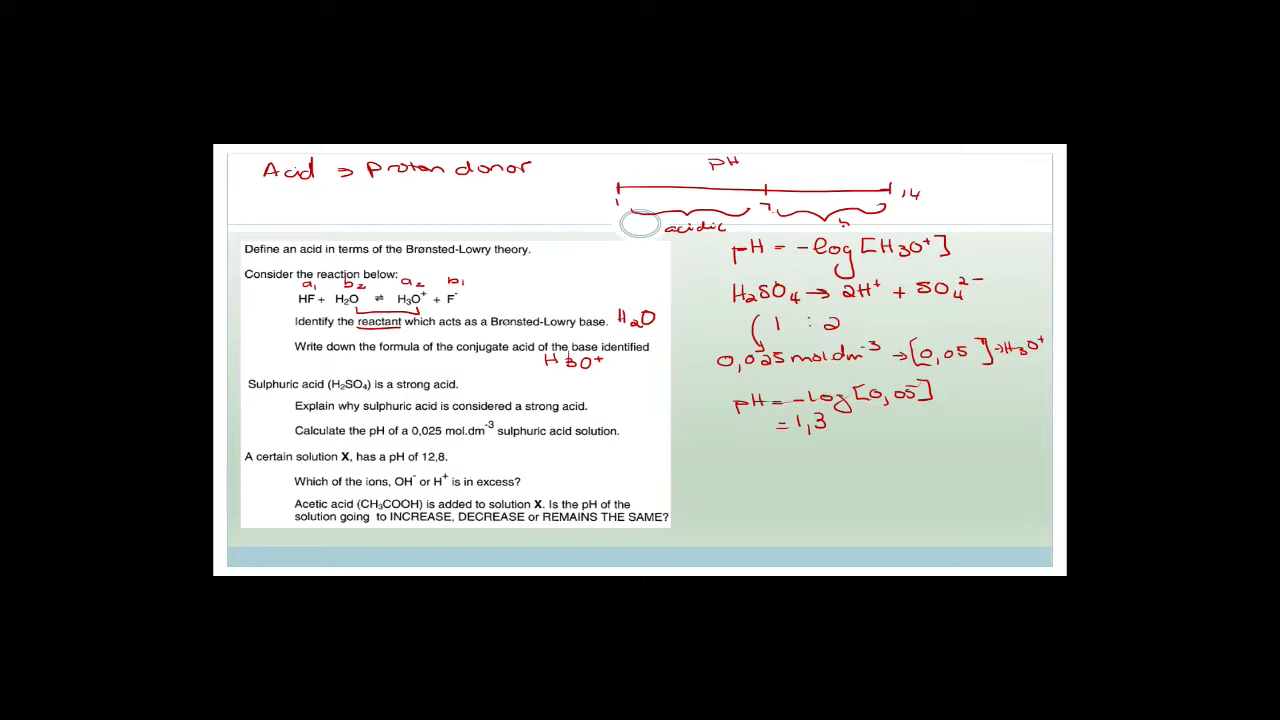 Acid ⇒ Proton donor
pH
1 7 14
acidic b
Define an acid in terms of the Brønsted-Lowry theory.
Consider the reaction below:
a₁ b₂ a₂ b₁
HF + H₂O ⇌ H₃O⁺ + F⁻
Identify the reactant which acts as a Brønsted-Lowry base. H₂O
Write down the formula of the conjugate acid of the base identified
H₃O⁺
Sulphuric acid (H₂SO₄) is a strong acid.
Explain why sulphuric acid is considered a strong acid.
Calculate the pH of a 0,025 mol.dm⁻³ sulphuric acid solution.
A certain solution X, has a pH of 12,8.
Which of the ions, OH⁻ or H⁺ is in excess?
Acetic acid (CH₃COOH) is added to solution X. Is the pH of the
solution going to INCREASE, DECREASE or REMAINS THE SAME?
pH = -log [H₃O⁺]
H₂SO₄ → 2H⁺ + SO₄²⁻
1 : 2
0,025 mol dm⁻³ → [0,05] → H₃O⁺
pH = -log [0,05]
= 1,3